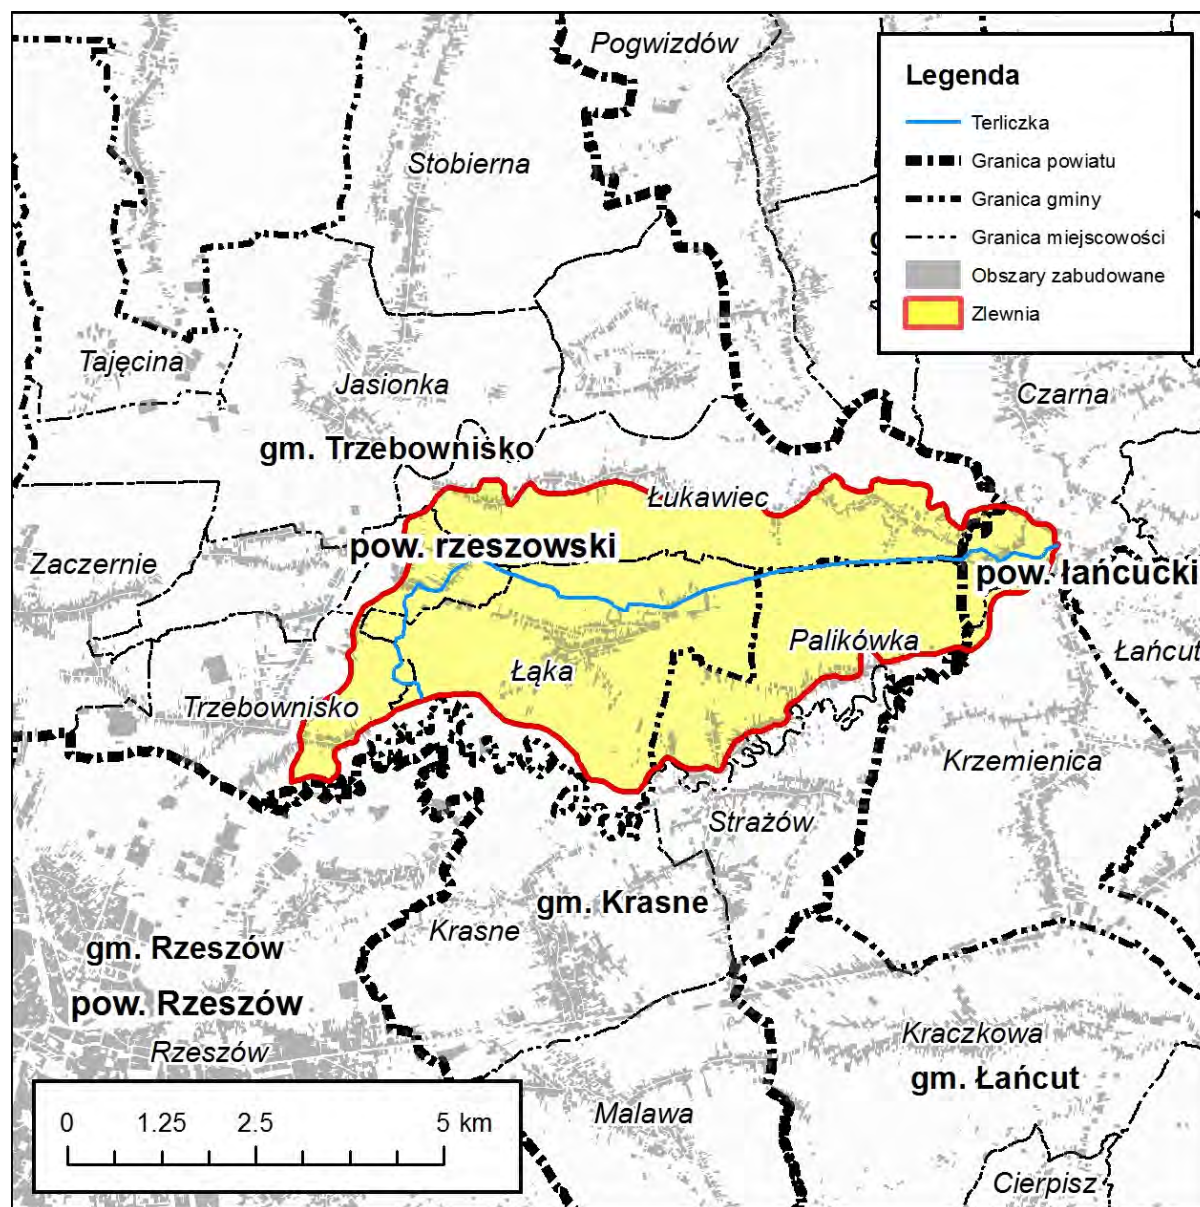 Pogwizdów
Stobierna
Legenda
Terliczka
Granica powiatu
Granica gminy
Granica miejscowości
Obszary zabudowane
Zlewnia
g
Tajęcina
Jasionka
Czarna
gm. Trzebownisko
Łukawiec
pow. rzeszowski
Zaczernie
pow. łańcucki
Palikówka
Łańcut
Łąka
Trzebownisko
Krzemienica
Strażów
gm. Krasne
Krasne
gm. Rzeszów
pow. Rzeszów
Rzeszów
Kraczkowa
gm. Łańcut
Malawa
0 1.25 2.5 5 km
Cierpisz